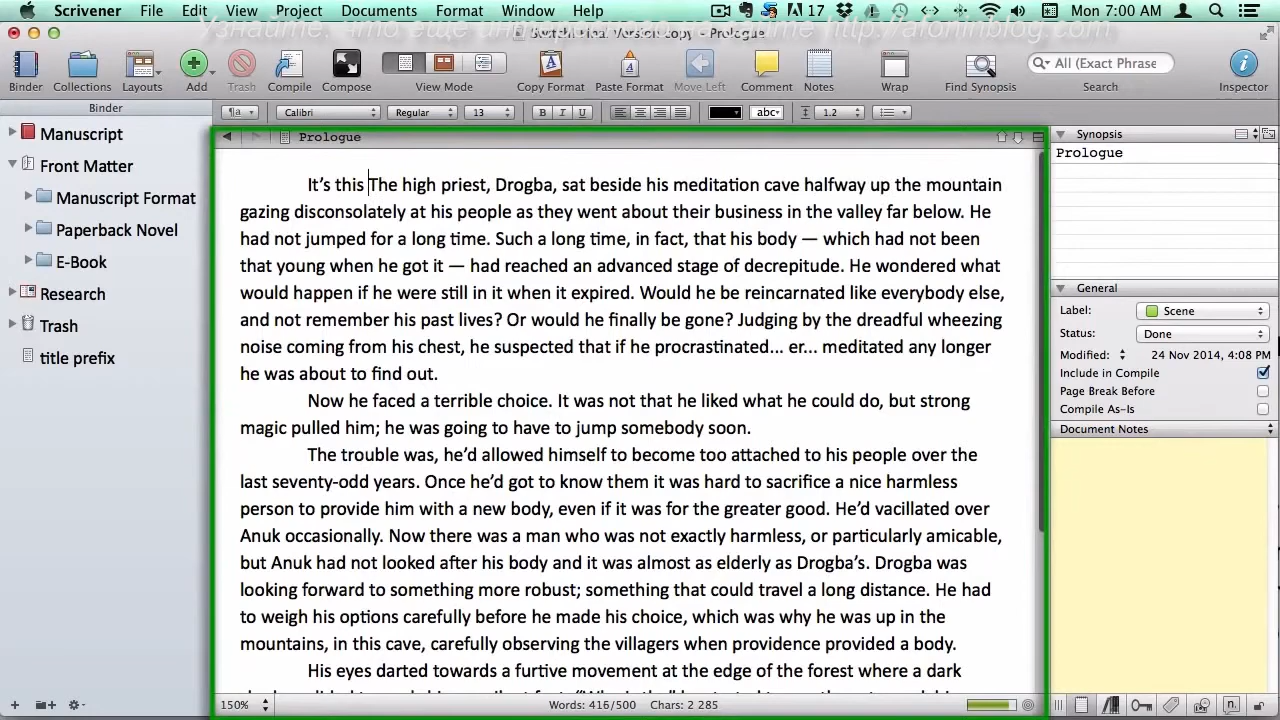 Scrivener File Edit View Project Documents Format Window Help 17 Mon 7:00 AM
Узнайте, что еще интересного на сайте http://afoninblog.com
Copy - Prologue
Binder Collections Layouts Add Trash Compile Compose View Mode Copy Format Paste Format Move Left Comment Notes Wrap Find Synopsis All (Exact Phrase Search Inspector
Binder ¶a Calibri Regular 13 B I U abc 1.2
Manuscript
Front Matter
Manuscript Format
Paperback Novel
E-Book
Research
Trash
title prefix
Prologue
It’s this The high priest, Drogba, sat beside his meditation cave halfway up the mountain
gazing disconsolately at his people as they went about their business in the valley far below. He
had not jumped for a long time. Such a long time, in fact, that his body — which had not been
that young when he got it — had reached an advanced stage of decrepitude. He wondered what
would happen if he were still in it when it expired. Would he be reincarnated like everybody else,
and not remember his past lives? Or would he finally be gone? Judging by the dreadful wheezing
noise coming from his chest, he suspected that if he procrastinated... er... meditated any longer
he was about to find out.
Now he faced a terrible choice. It was not that he liked what he could do, but strong
magic pulled him; he was going to have to jump somebody soon.
The trouble was, he’d allowed himself to become too attached to his people over the
last seventy-odd years. Once he’d got to know them it was hard to sacrifice a nice harmless
person to provide him with a new body, even if it was for the greater good. He’d vacillated over
Anuk occasionally. Now there was a man who was not exactly harmless, or particularly amicable,
but Anuk had not looked after his body and it was almost as elderly as Drogba’s. Drogba was
looking forward to something more robust; something that could travel a long distance. He had
to weigh his options carefully before he made his choice, which was why he was up in the
mountains, in this cave, carefully observing the villagers when providence provided a body.
His eyes darted towards a furtive movement at the edge of the forest where a dark
150% Words: 416/500 Chars: 2 285
Synopsis
Prologue
General
Label: Scene
Status: Done
Modified: 24 Nov 2014, 4:08 PM
Include in Compile
Page Break Before
Compile As-Is
Document Notes